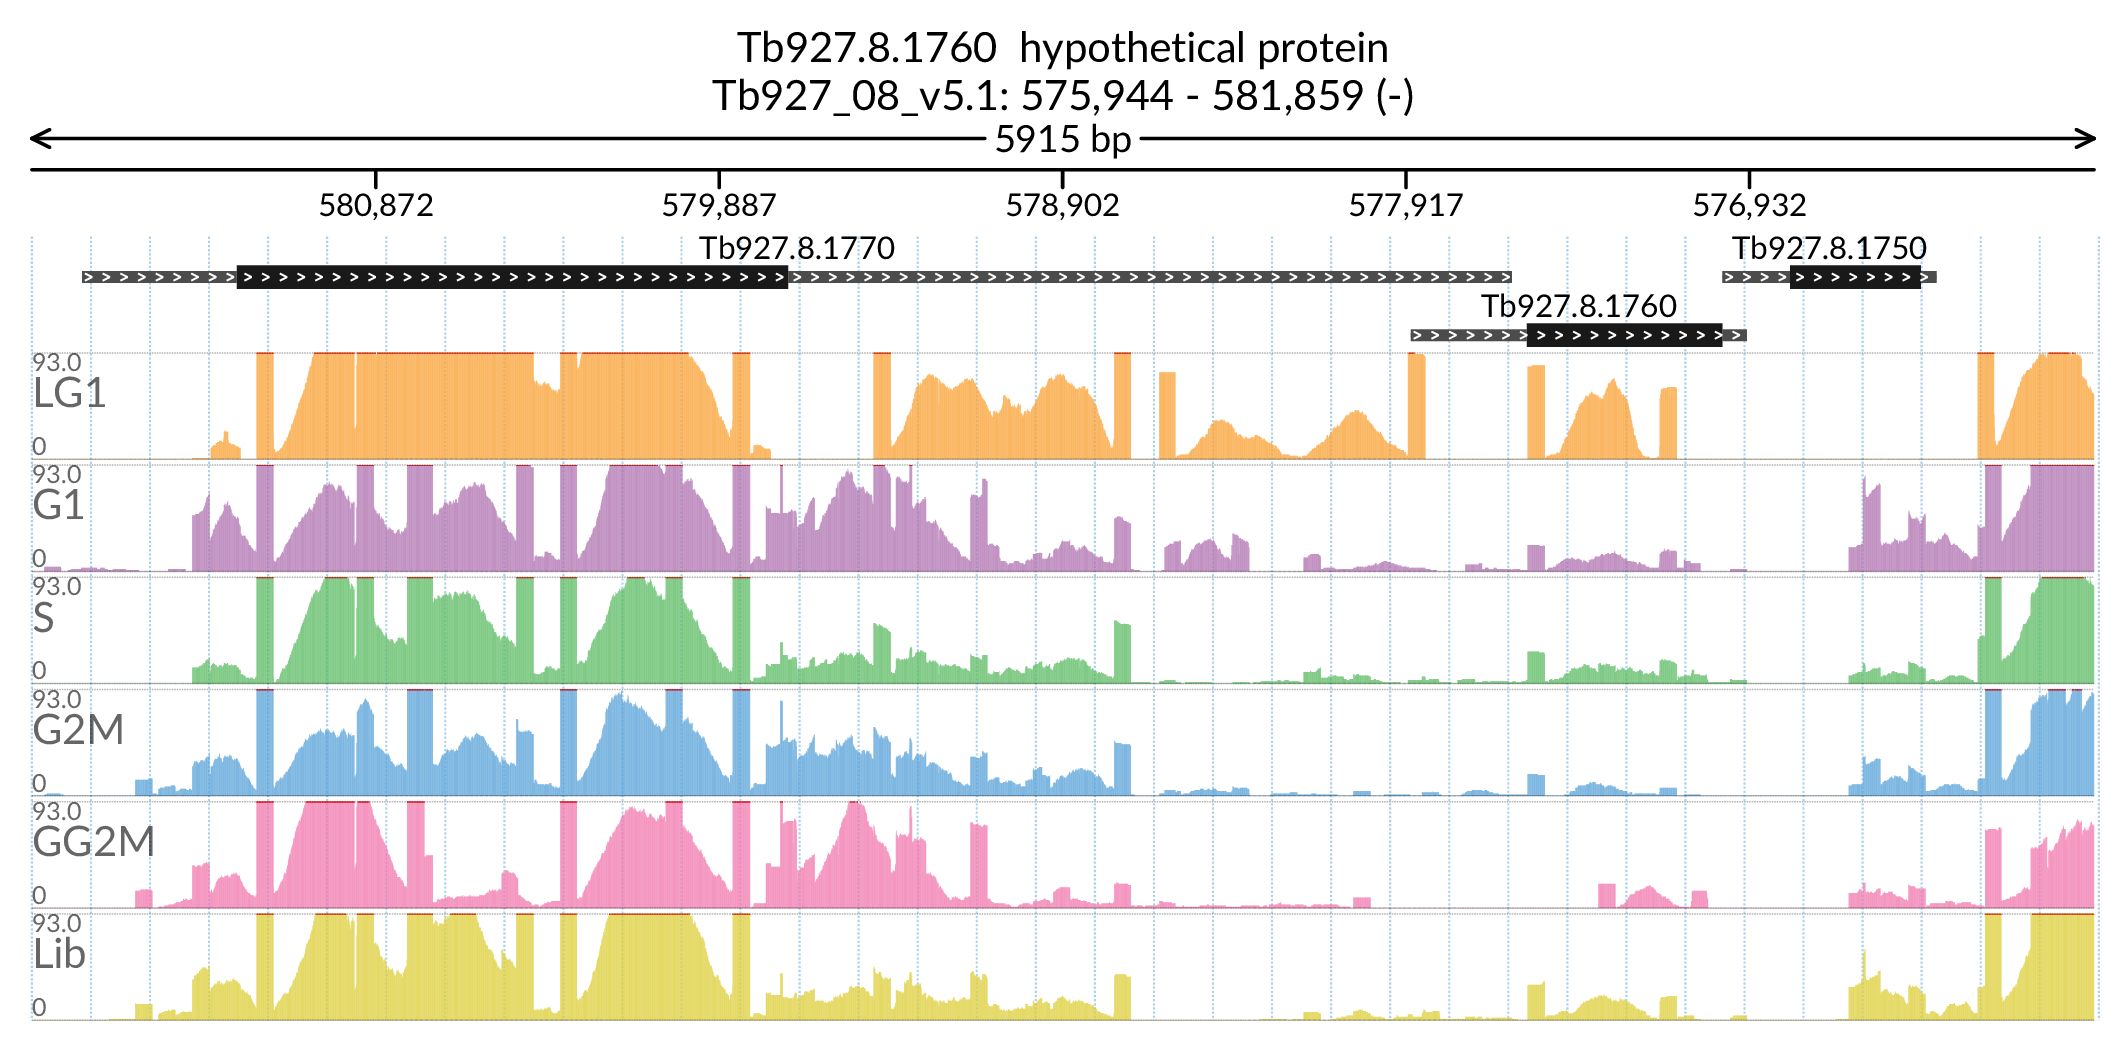 Tb927.8.1760  hypothetical protein
Tb927_08_v5.1: 575,944 - 581,859 (-)
5915 bp
580,872 579,887 578,902 577,917 576,932
Tb927.8.1770 Tb927.8.1750
Tb927.8.1760
93.0
LG1
0
93.0
G1
0
93.0
S
0
93.0
G2M
0
93.0
GG2M
0
93.0
Lib
0